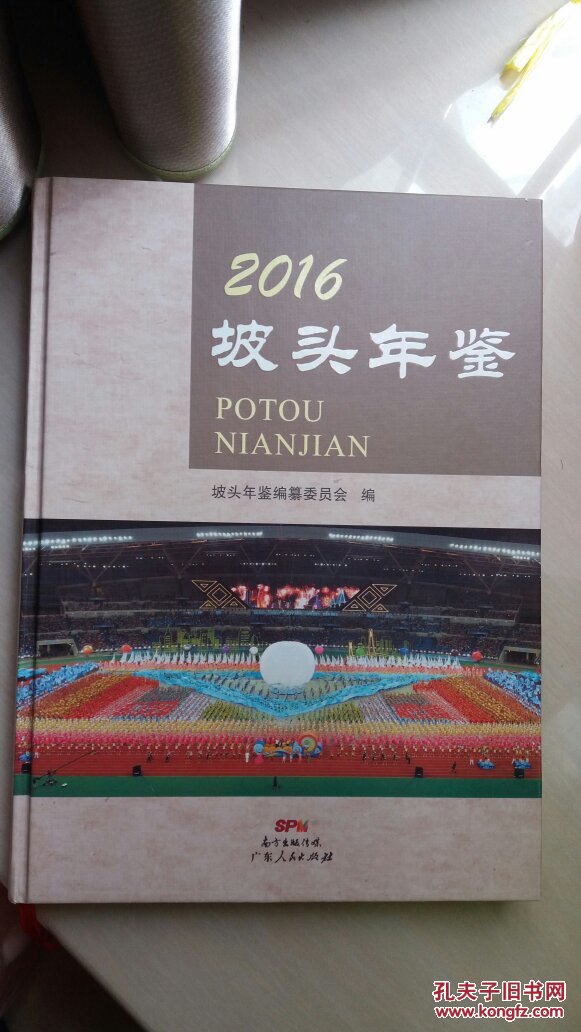 2016
坡头年鉴
POTOU
NIANJIAN
坡头年鉴编纂委员会 编
SPM
南方出版传媒
广东人民出版社
孔夫子旧书网
www.kongfz.com